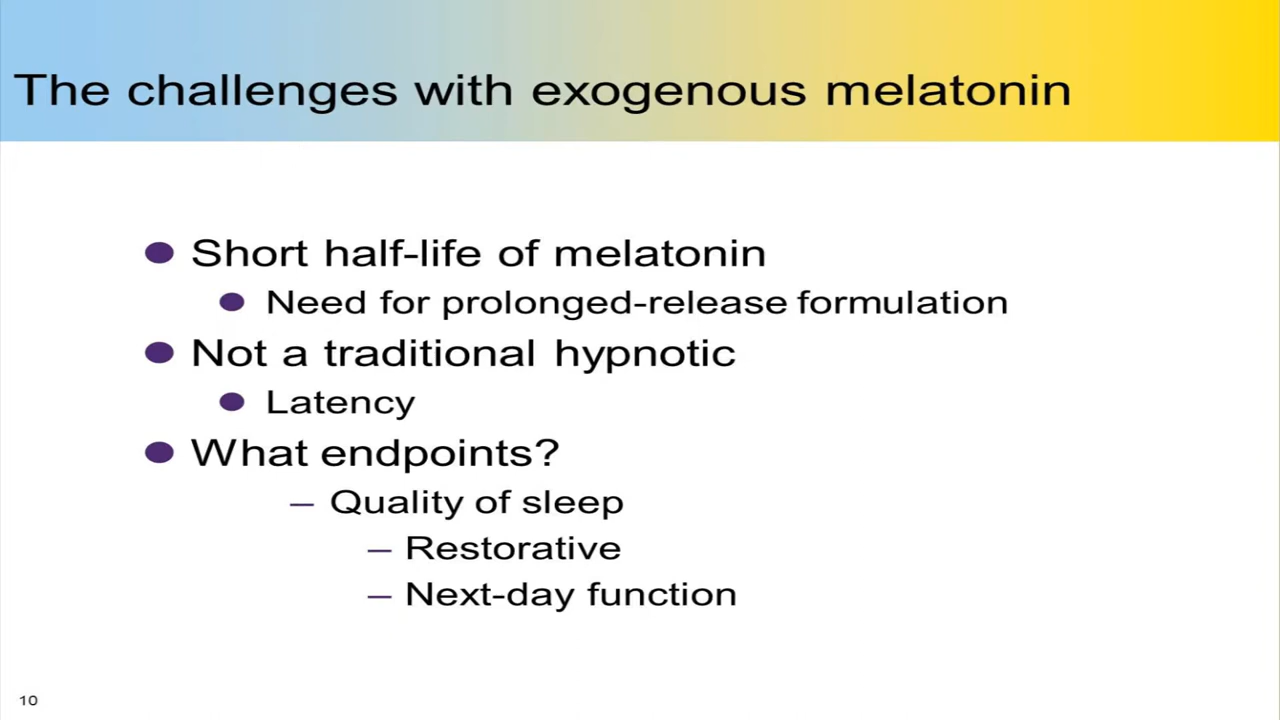 The challenges with exogenous melatonin
Short half-life of melatonin
Need for prolonged-release formulation
Not a traditional hypnotic
Latency
What endpoints?
– Quality of sleep
– Restorative
– Next-day function
10